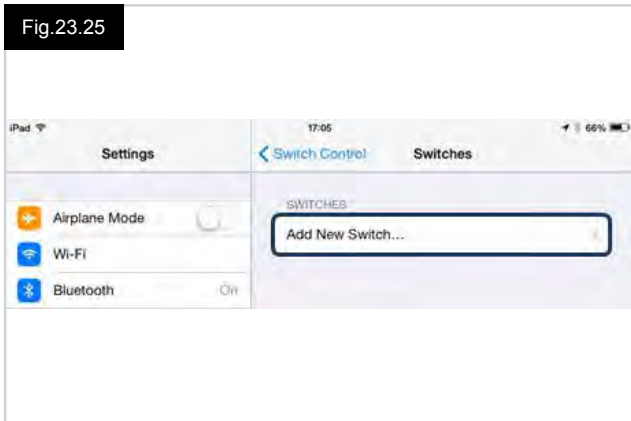 Fig.23.25
iPad 17:05 66%
Settings
Switch Control Switches
Airplane Mode
Wi-Fi
Bluetooth On
SWITCHES
Add New Switch...